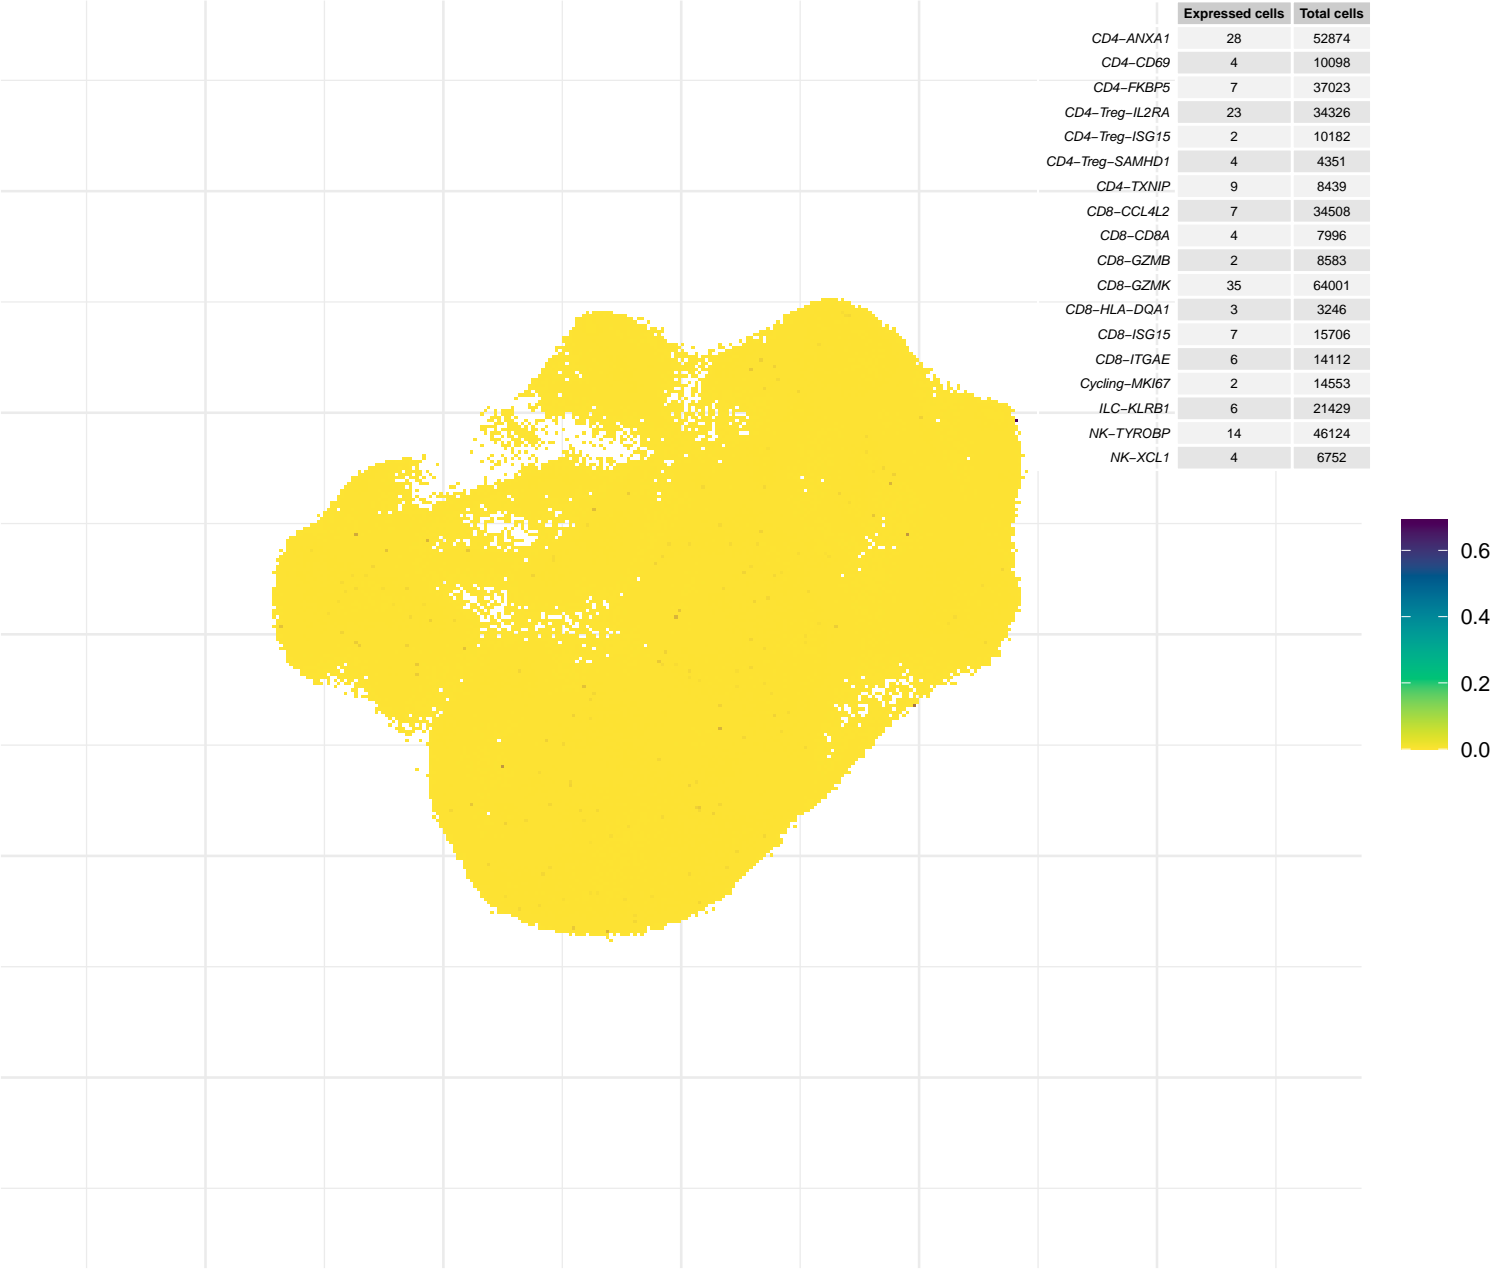 Expressed cells Total cells
CD4−ANXA1 28 52874
CD4−CD69 4 10098
CD4−FKBP5 7 37023
CD4−Treg−IL2RA 23 34326
CD4−Treg−ISG15 2 10182
CD4−Treg−SAMHD1 4 4351
CD4−TXNIP 9 8439
CD8−CCL4L2 7 34508
CD8−CD8A 4 7996
CD8−GZMB 2 8583
CD8−GZMK 35 64001
CD8−HLA−DQA1 3 3246
CD8−ISG15 7 15706
CD8−ITGAE 6 14112
Cycling−MKI67 2 14553
ILC−KLRB1 6 21429
NK−TYROBP 14 46124
NK−XCL1 4 6752
0.6
0.4
0.2
0.0